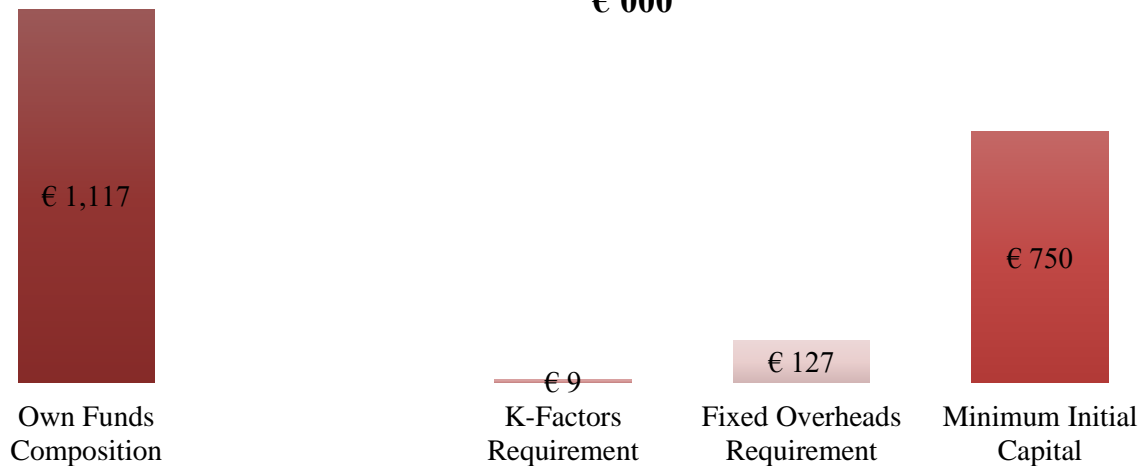 € 000
€ 1,117
€ 750
€ 127
€ 9
Own Funds
Composition
K-Factors
Requirement
Fixed Overheads
Requirement
Minimum Initial
Capital